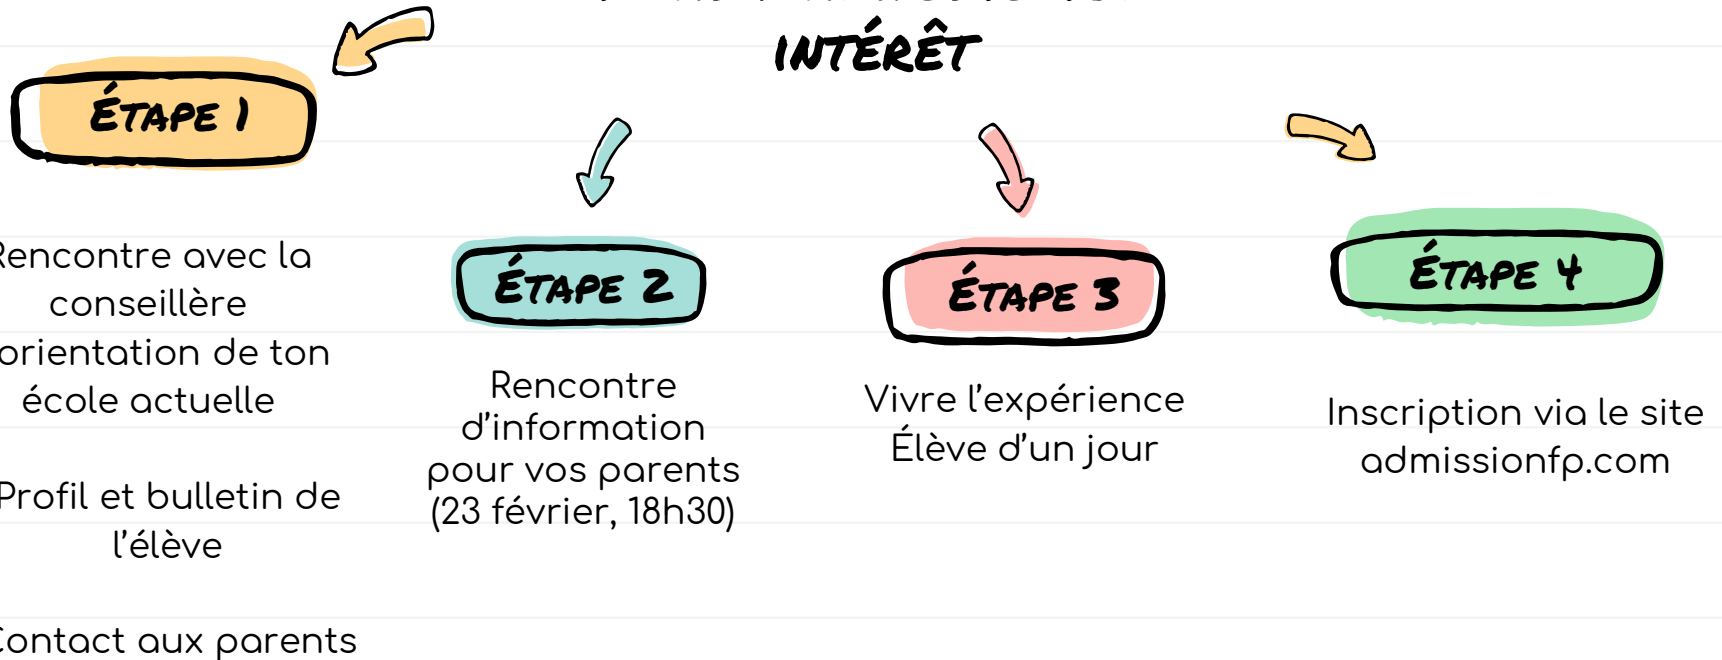 INTÉRÊT
ÉTAPE 1
Rencontre avec la
conseillère
orientation de ton
école actuelle
Profil et bulletin de
l'élève
Contact aux parents
ÉTAPE 2
Rencontre
d'information
pour vos parents
(23 février, 18h30)
ÉTAPE 3
Vivre l'expérience
Élève d'un jour
ÉTAPE 4
Inscription via le site
admissionfp.com